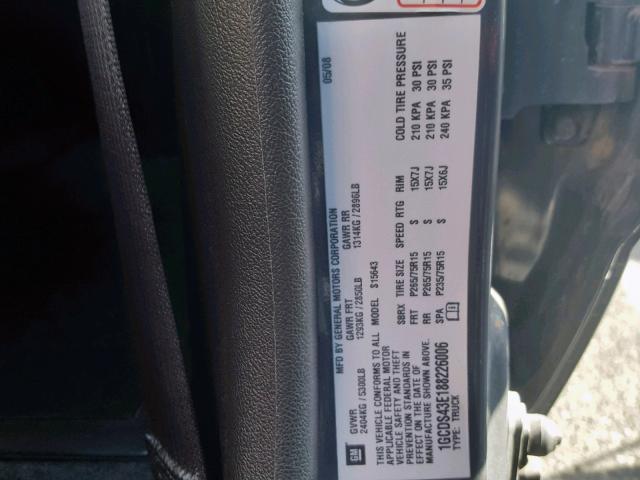 MFD BY GENERAL MOTORS CORPORATION 05/08
GM
GVWR GAWR FRT GAWR RR
2404KG/5300LB 1293KG/2850LB 1314KG/2896LB
THIS VEHICLE CONFORMS TO ALL MODEL S15643
APPLICABLE FEDERAL MOTOR
VEHICLE SAFETY AND THEFT
PREVENTION STANDARDS IN
EFFECT ON THE DATE OF
MANUFACTURE SHOWN ABOVE.
1GCDS43E188226006
TYPE: TRUCK
SBRX TIRE SIZE SPEED RTG RIM COLD TIRE PRESSURE
FRT P265/75R15 S 15X7J 210 KPA 30 PSI
RR P265/75R15 S 15X7J 210 KPA 30 PSI
SPA P235/75R15 S 15X6J 240 KPA 35 PSI